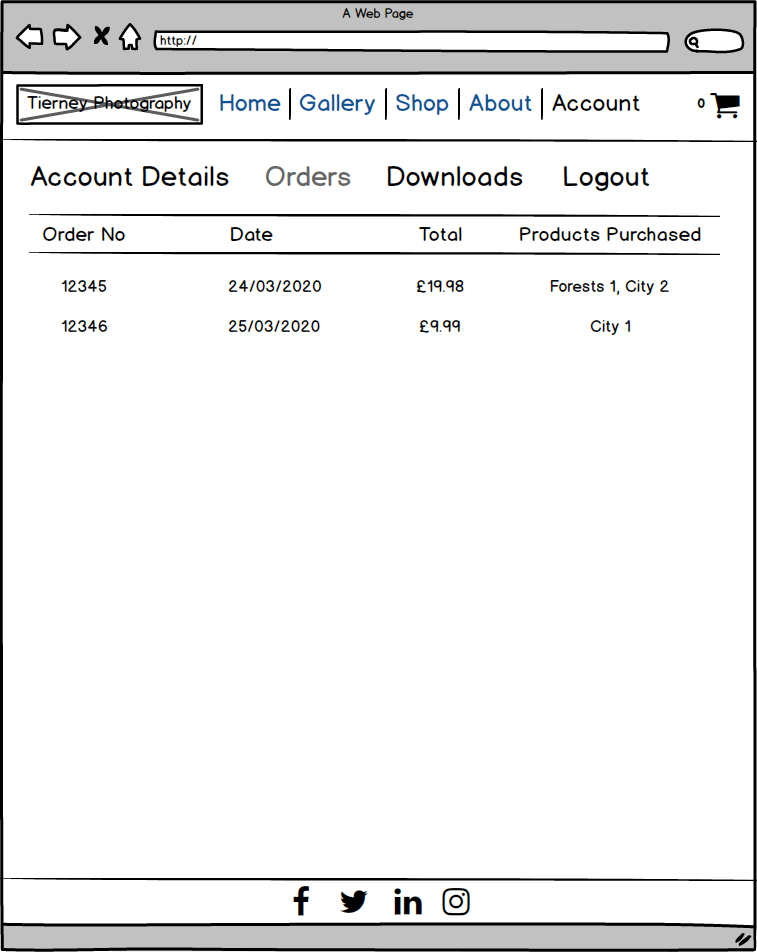 A Web Page
http://
Tierney Photography Home Gallery Shop About Account 0
Account Details Orders Downloads Logout
Order No Date Total Products Purchased
12345 24/03/2020 £19.98 Forests 1, City 2
12346 25/03/2020 £9.99 City 1